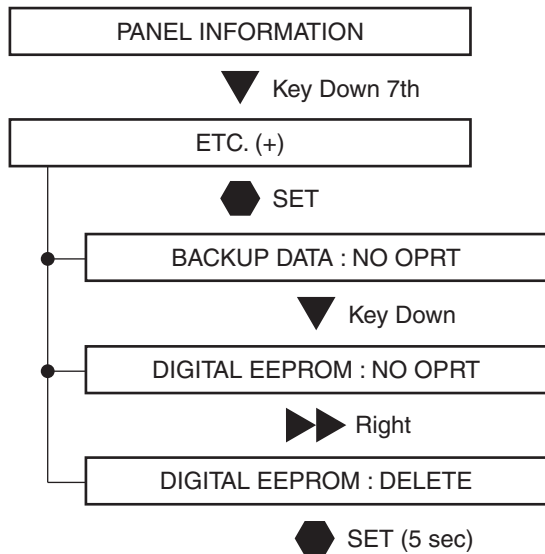 PANEL INFORMATION
Key Down 7th
ETC. (+)
SET
BACKUP DATA : NO OPRT
Key Down
DIGITAL EEPROM : NO OPRT
Right
DIGITAL EEPROM : DELETE
SET (5 sec)